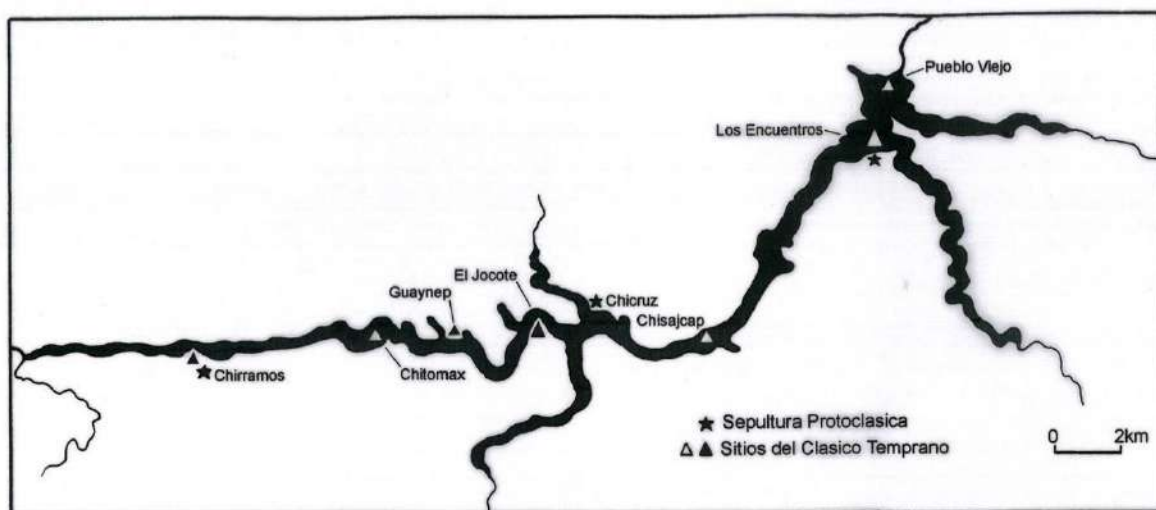 Pueblo Viejo
Los Encuentros
El Jocote
Guaynep
Chicruz
Chisajcap
Chirramos
Chitomax
Sepultura Protoclasica
Sitios del Clasico Temprano
0 2km